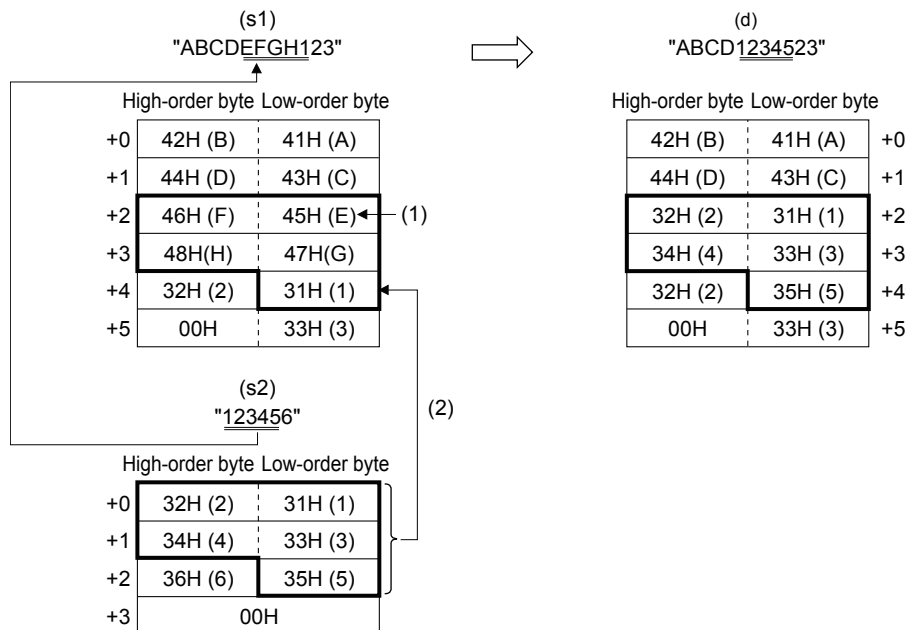 (s1) (d)
"ABCDEFGH123" "ABCD1234523"
High-order byte Low-order byte High-order byte Low-order byte
+0 42H (B) 41H (A) 42H (B) 41H (A) +0
+1 44H (D) 43H (C) 44H (D) 43H (C) +1
+2 46H (F) 45H (E) (1) 32H (2) 31H (1) +2
+3 48H(H) 47H(G) 34H (4) 33H (3) +3
+4 32H (2) 31H (1) 32H (2) 35H (5) +4
+5 00H 33H (3) 00H 33H (3) +5
(s2)
"123456" (2)
High-order byte Low-order byte
+0 32H (2) 31H (1)
+1 34H (4) 33H (3)
+2 36H (6) 35H (5)
+3 00H